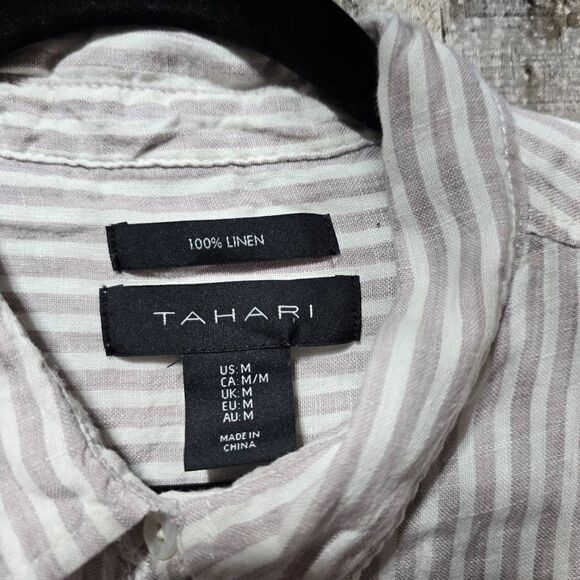 100% LINEN
TAHARI
US: M
CA: M/M
UK: M
EU: M
AU: M
MADE IN
CHINA